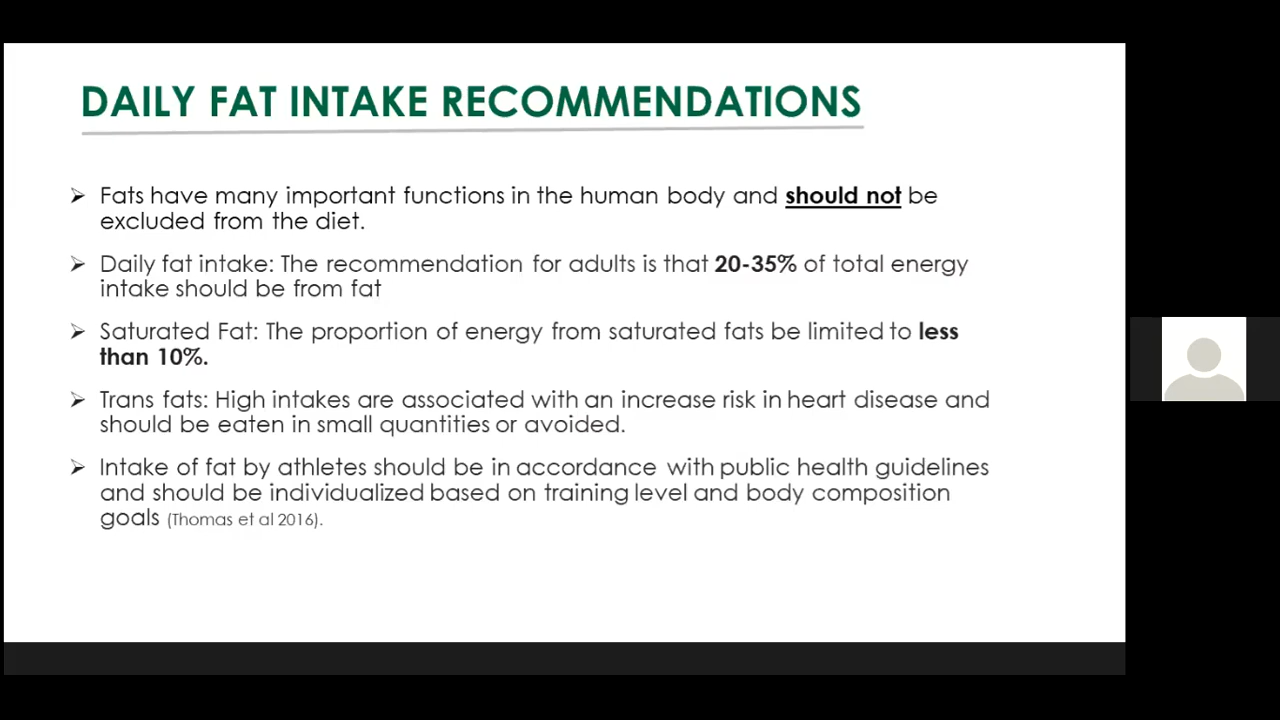 DAILY FAT INTAKE RECOMMENDATIONS
➢ Fats have many important functions in the human body and should not be
excluded from the diet.
➢ Daily fat intake: The recommendation for adults is that 20-35% of total energy
intake should be from fat
➢ Saturated Fat: The proportion of energy from saturated fats be limited to less
than 10%.
➢ Trans fats: High intakes are associated with an increase risk in heart disease and
should be eaten in small quantities or avoided.
➢ Intake of fat by athletes should be in accordance with public health guidelines
and should be individualized based on training level and body composition
goals (Thomas et al 2016).